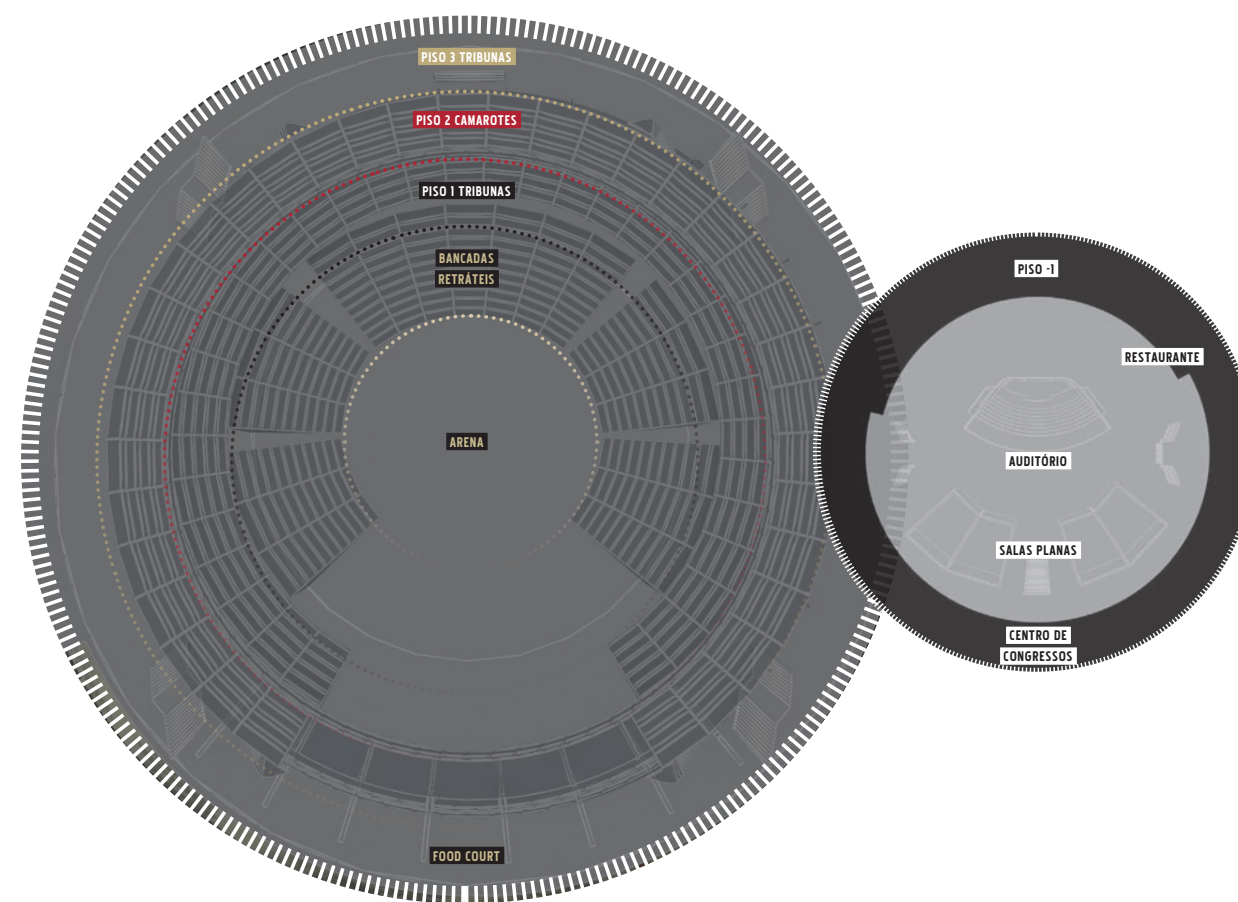 PISO 3 TRIBUNAS
PISO 2 CAMAROTES
PISO 1 TRIBUNAS
BANCADAS
RETRÁTEIS
ARENA
FOOD COURT
PISO -1
RESTAURANTE
AUDITÓRIO
SALAS PLANAS
CENTRO DE
CONGRESSOS